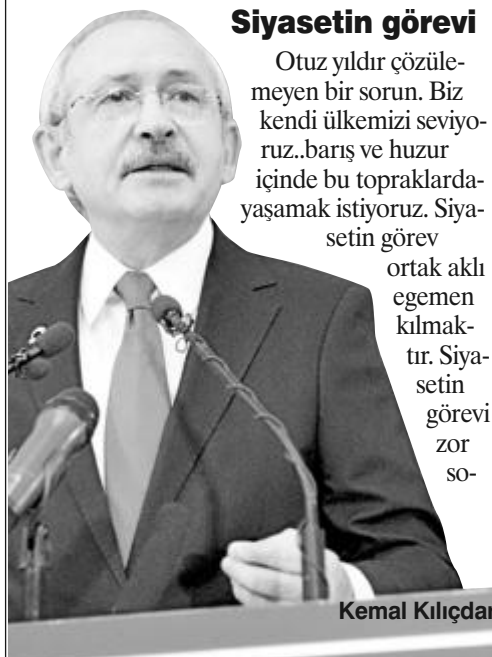 Siyasetin görevi
Otuz yıldır çözüle-
meyen bir sorun. Biz
kendi ülkemizi seviyo-
ruz..barış ve huzur
içinde bu topraklarda-
yaşamak istiyoruz. Siya-
setin görev
ortak aklı
egemen
kılmak-
tır. Siya-
setin
görevi
zor
so-
Kemal Kılıçdar